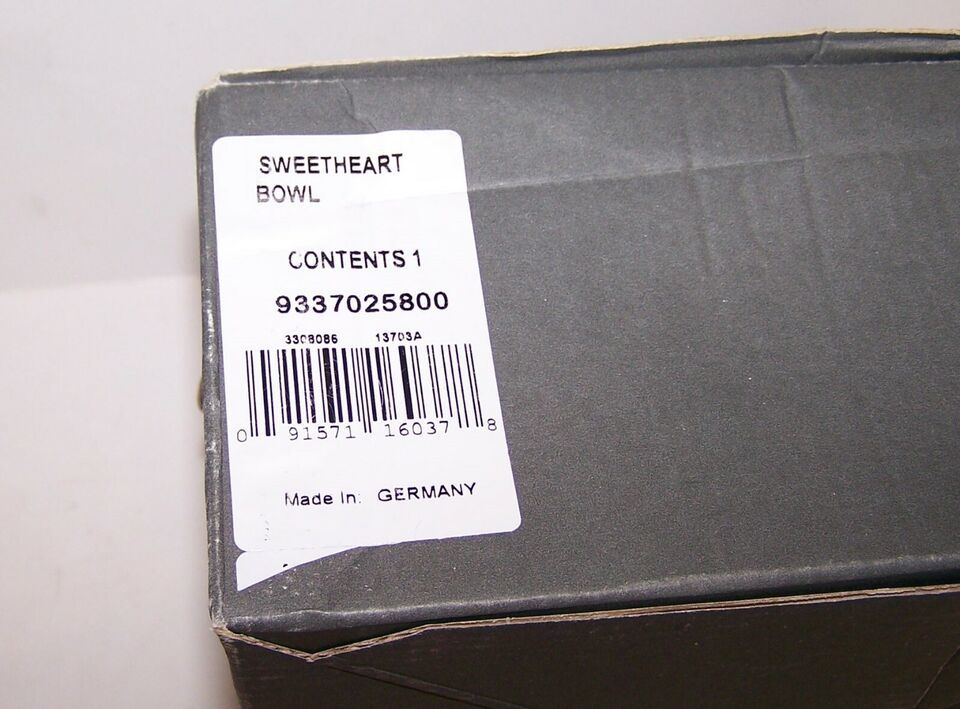 SWEETHEART
BOWL
CONTENTS 1
9337025800
3308086 13703A
0 91571 16037 8
Made In: GERMANY